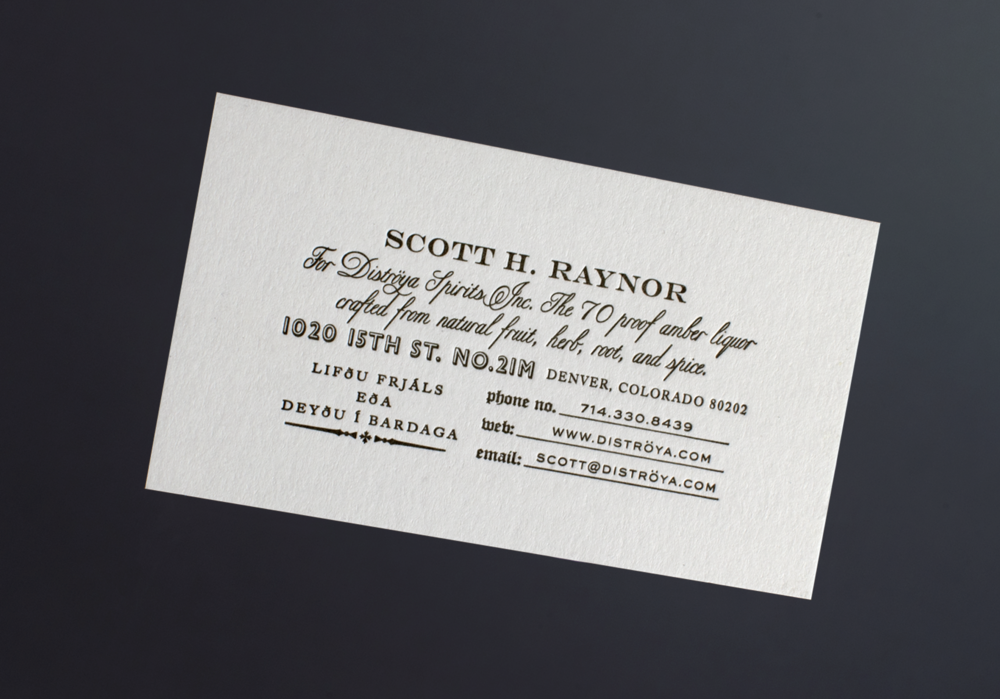 SCOTT H. RAYNOR
For Diströya Spirits Inc. The 70 proof amber liquor
crafted from natural fruit, herb, root, and spice.
1020 15TH ST. NO.21M DENVER, COLORADO 80202
LIFÐU FRJÁLS
EÐA
DEYÐU Í BARDAGA
phone no. 714.330.8439
web: WWW.DISTRÖYA.COM
email: SCOTT@DISTRÖYA.COM